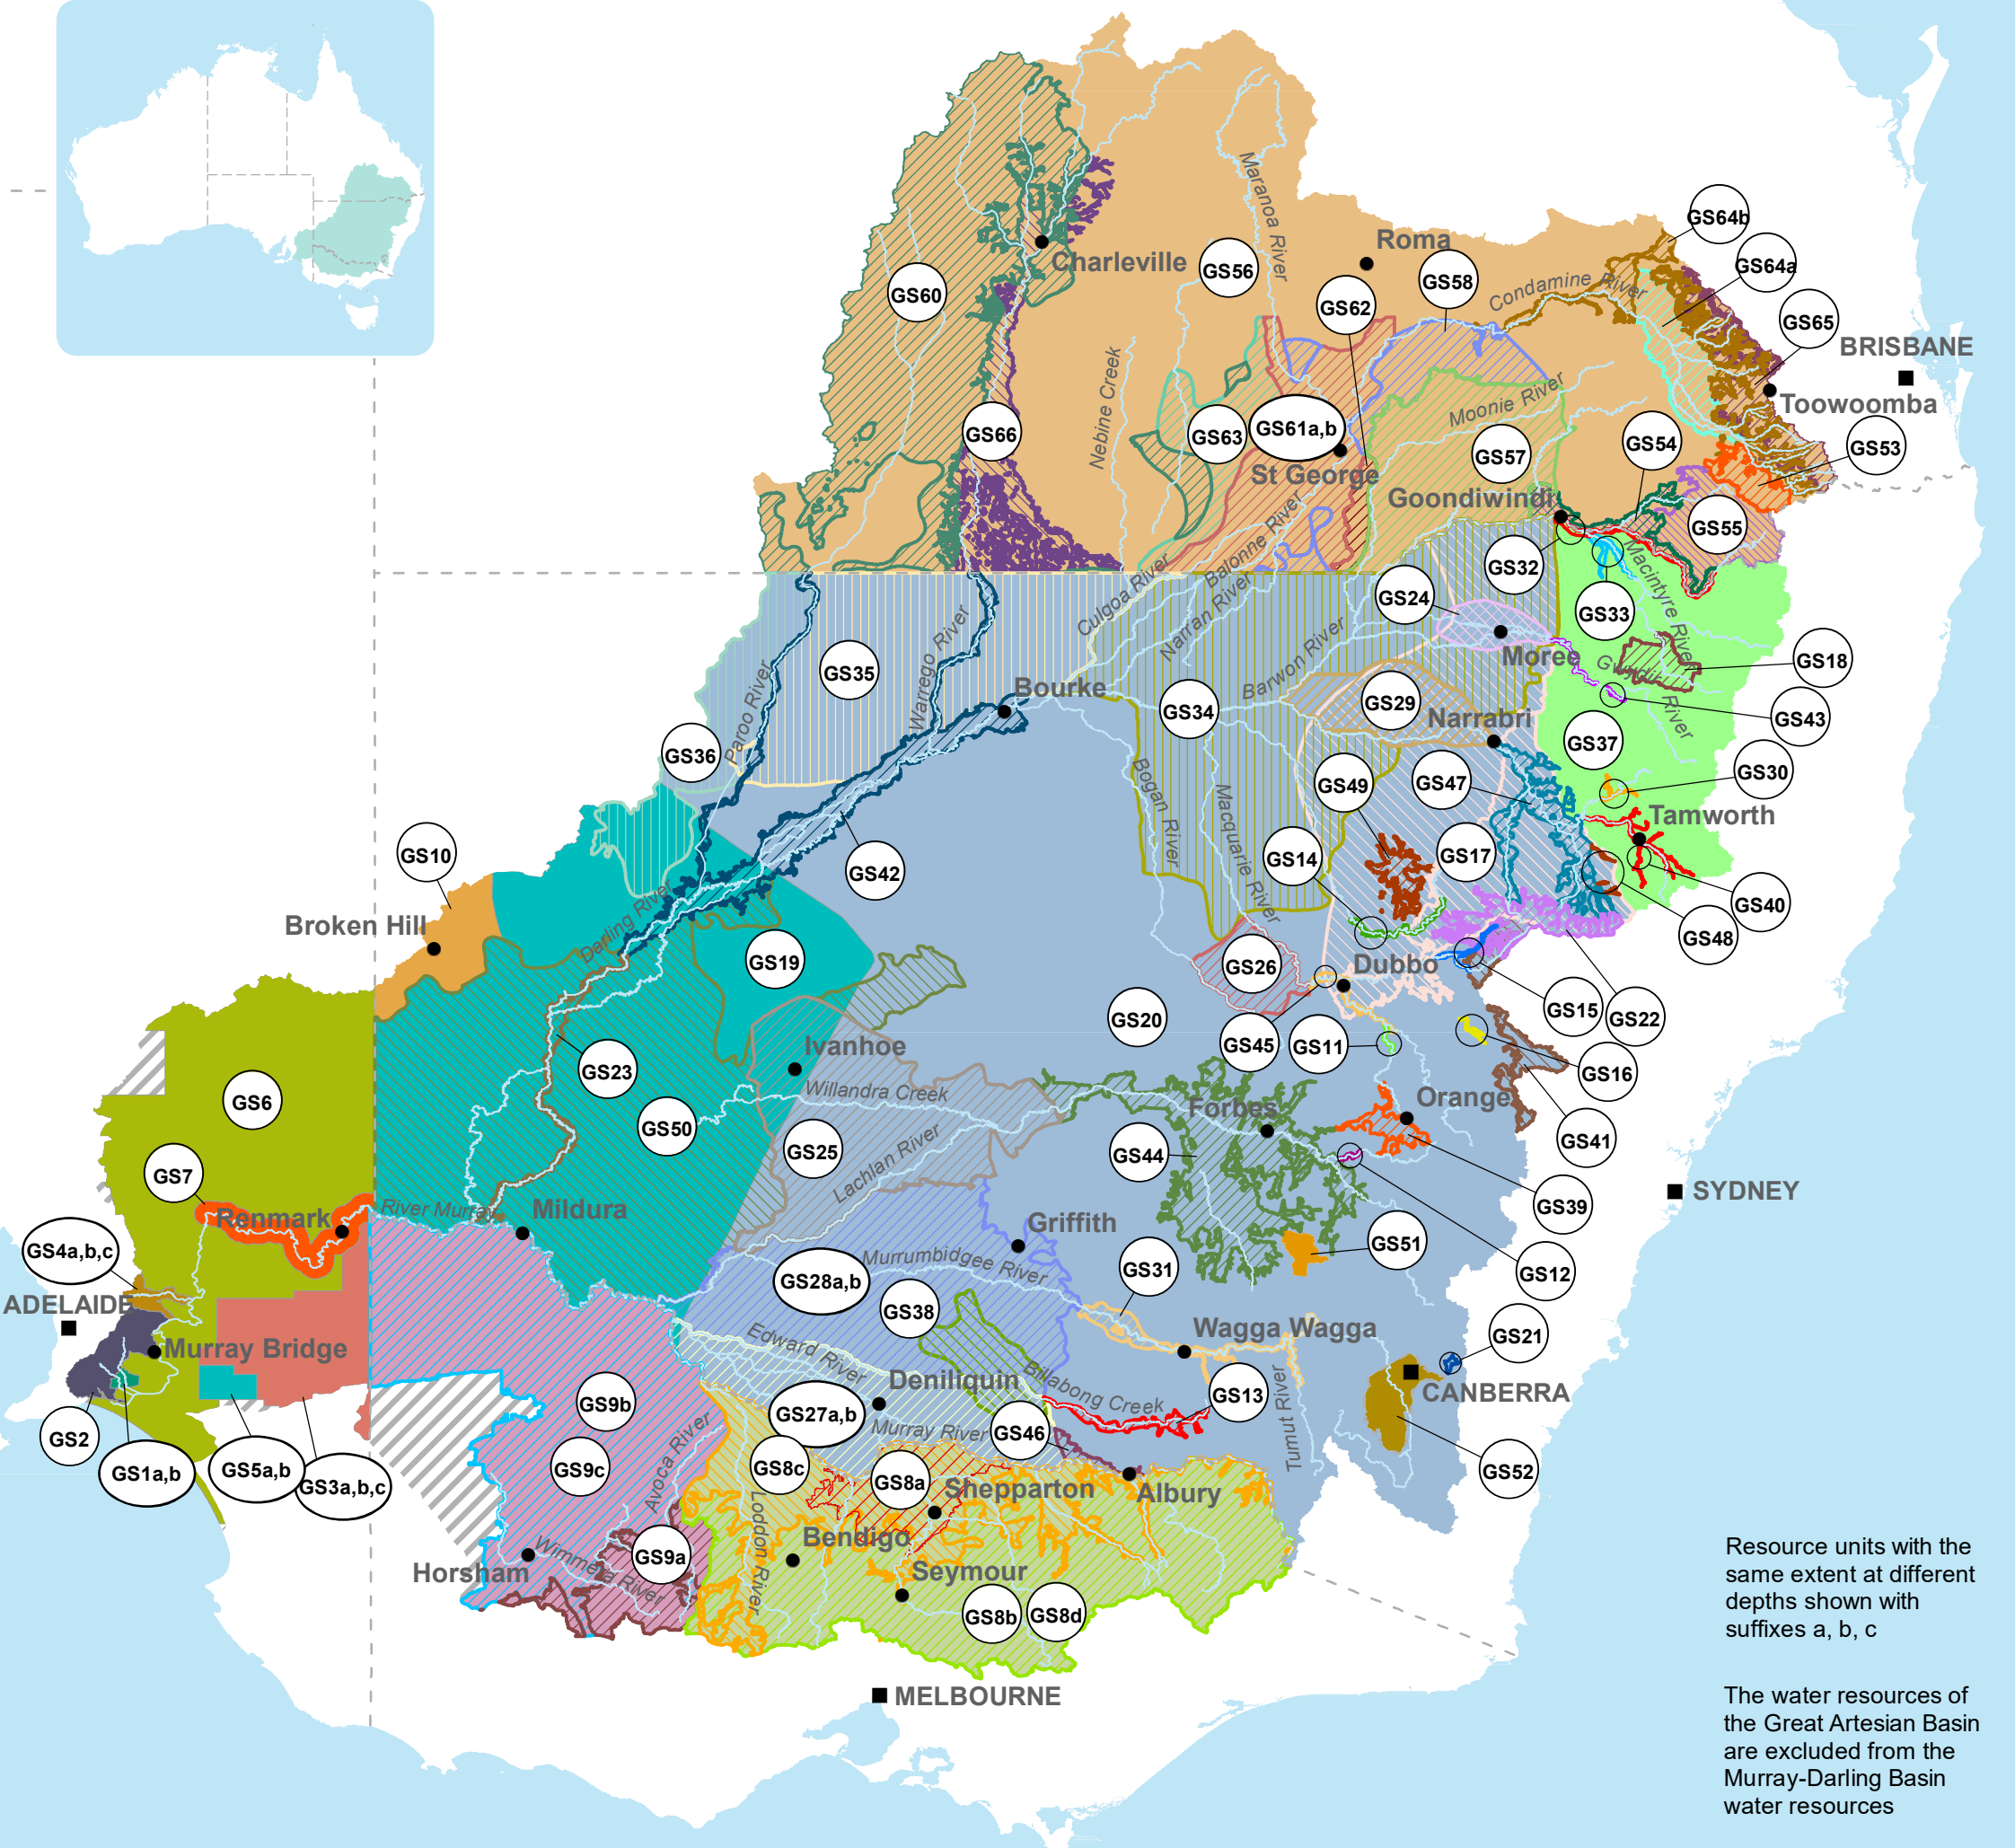 GS64b
Roma
GS64a
Charleville
GS56
Maranoa River
GS58
GS60
GS62
Condamine River
GS65
BRISBANE
Nebine Creek
Moonie River
Toowoomba
GS66
GS63
GS61a,b
GS54
GS53
St George
GS57
Goondiwindi
GS55
Balonne River
GS32
Culgoa River
Narran River
GS24
GS33
Macintyre River
Barwon River
Moree
Gwydir
River
GS18
GS35
Paroo River
Warrego River
Bourke
GS34
GS29
Narrabri
GS43
GS36
GS37
GS30
Bogan River
Macquarie River
GS49
GS47
Tamworth
GS10
GS42
GS14
GS17
GS40
Broken Hill
Darling River
GS48
GS19
GS26
Dubbo
GS15
GS22
GS20
GS45
GS11
GS16
Ivanhoe
GS23
GS6
Willandra Creek
Forbes
Orange
GS50
GS25
GS44
GS41
GS7
Lachlan River
SYDNEY
GS39
Renmark
River Murray
Mildura
Griffith
GS4a,b,c
GS51
Murrumbidgee River
GS28a,b
GS31
GS12
ADELAIDE
GS38
Wagga Wagga
GS21
Murray Bridge
Edward River
Deniliquin
Billabong Creek
GS13
Tumut River
CANBERRA
GS9b
GS27a,b
Murray River
GS46
GS2
Avoca River
GS52
GS1a,b
GS5a,b
GS3a,b,c
GS9c
GS8c
GS8a
Shepparton
Albury
Loddon River
Bendigo
Horsham
Wimmera River
GS9a
Seymour
GS8b
GS8d
Resource units with the
same extent at different
depths shown with
suffixes a, b, c
MELBOURNE
The water resources of
the Great Artesian Basin
are excluded from the
Murray-Darling Basin
water resources